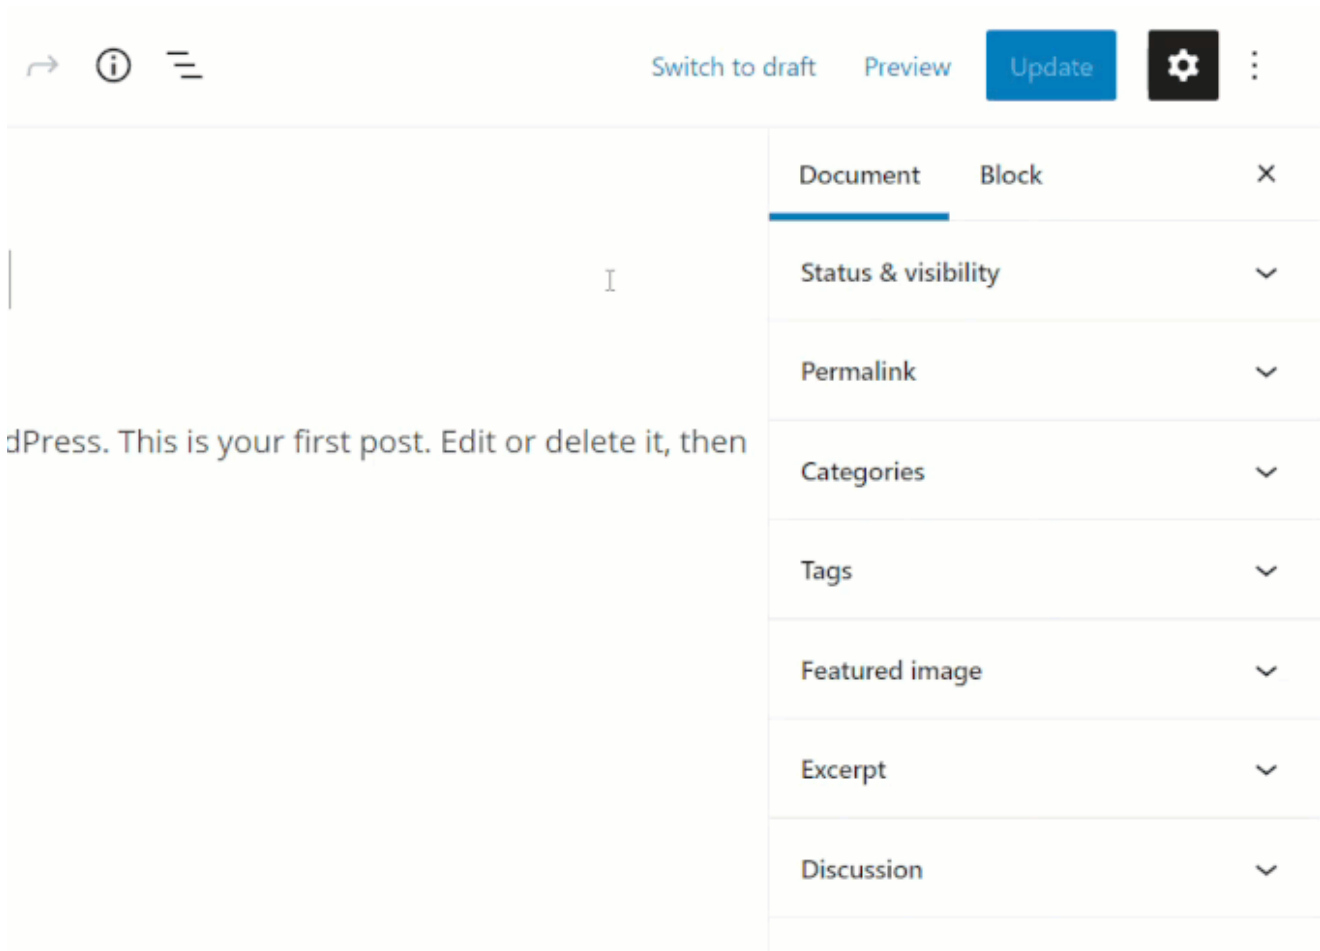 Switch to draft Preview Update
Document Block
Status & visibility
Permalink
dPress. This is your first post. Edit or delete it, then
Categories
Tags
Featured image
Excerpt
Discussion